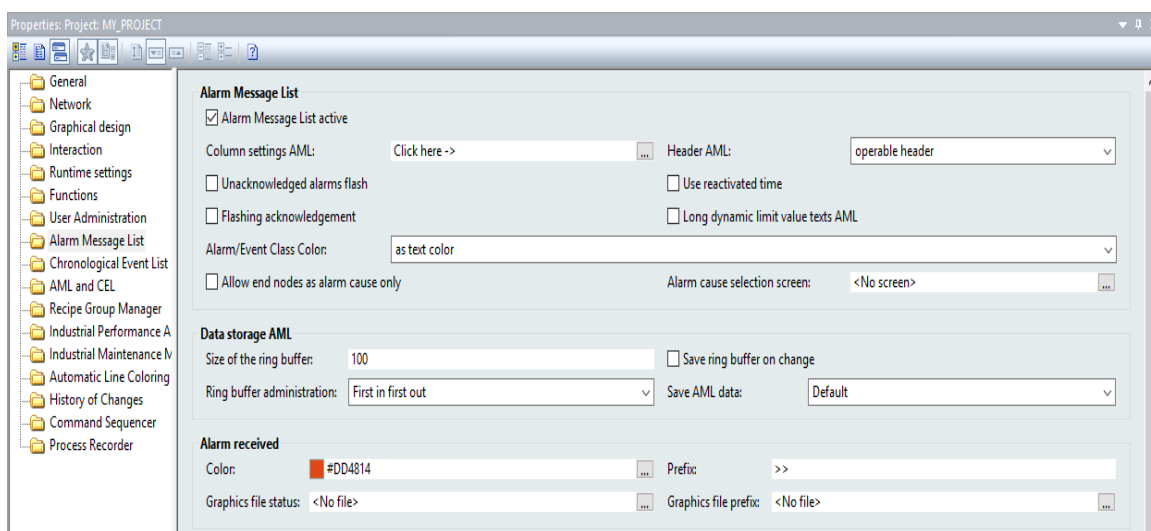 Properties: Project: MY_PROJECT
General
Network
Graphical design
Interaction
Runtime settings
Functions
User Administration
Alarm Message List
Chronological Event List
AML and CEL
Recipe Group Manager
Industrial Performance A
Industrial Maintenance M
Automatic Line Coloring
History of Changes
Command Sequencer
Process Recorder
Alarm Message List
Alarm Message List active
Column settings AML: Click here -> ... Header AML: operable header
Unacknowledged alarms flash Use reactivated time
Flashing acknowledgement Long dynamic limit value texts AML
Alarm/Event Class Color: as text color
Allow end nodes as alarm cause only Alarm cause selection screen: <No screen> ...
Data storage AML
Size of the ring buffer: 100 Save ring buffer on change
Ring buffer administration: First in first out Save AML data: Default
Alarm received
Color: #DD4814 ... Prefix: >>
Graphics file status: <No file> ... Graphics file prefix: <No file> ...